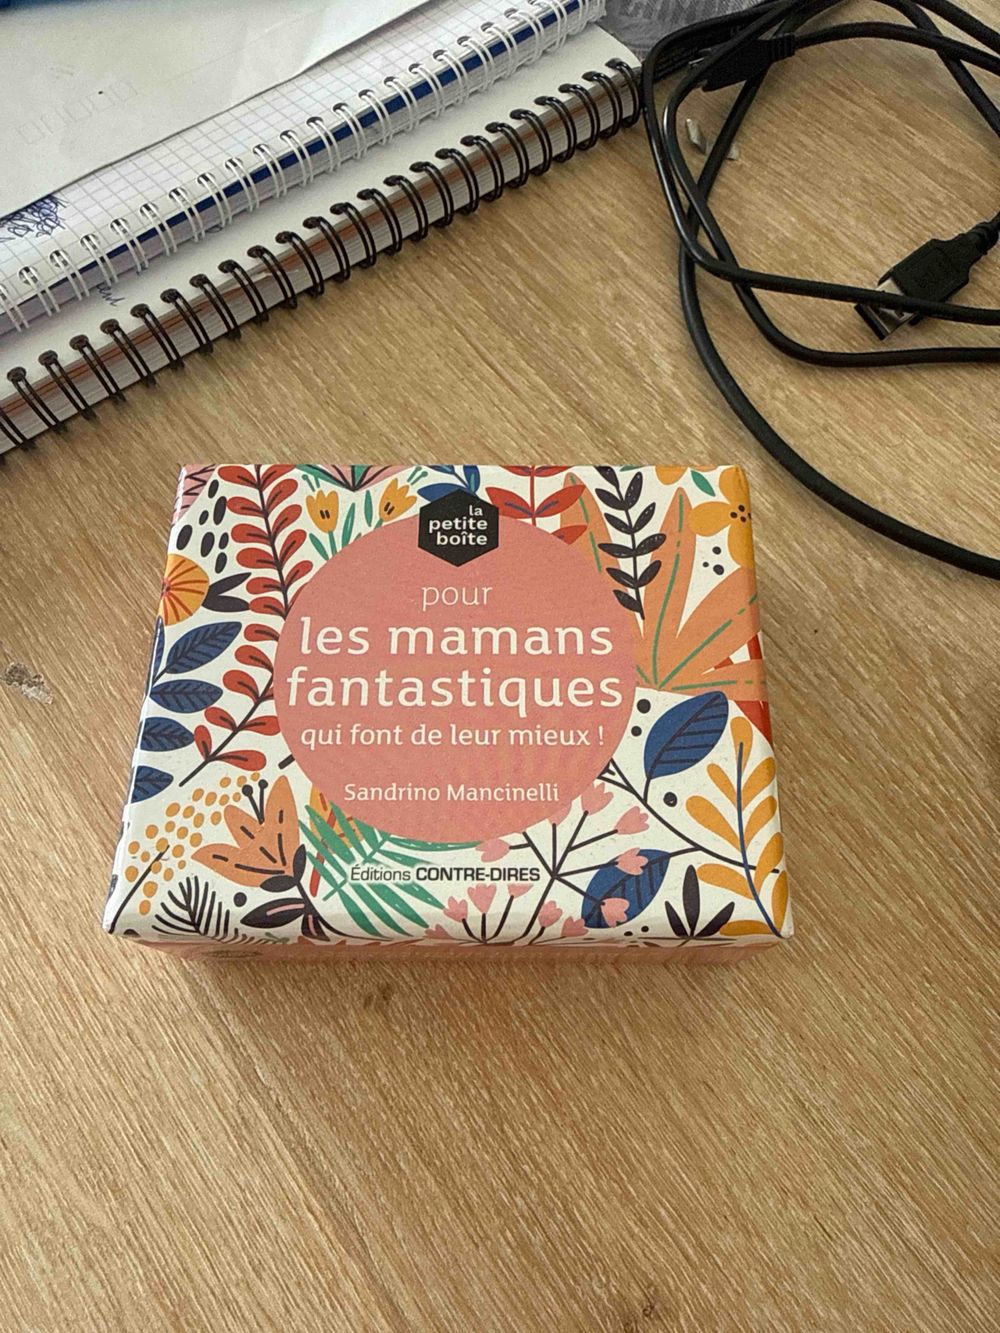 la
petite
boîte
pour
les mamans
fantastiques
qui font de leur mieux !
Sandrino Mancinelli
Éditions CONTRE-DIRES